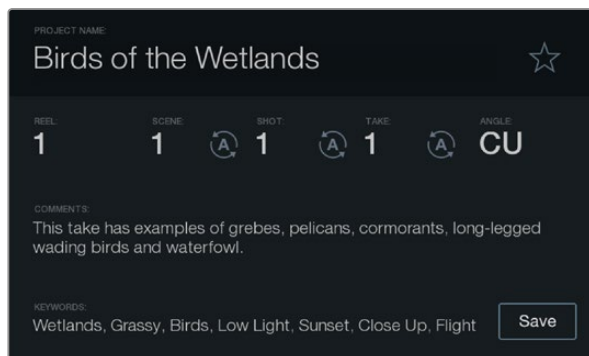 PROJECT NAME:
Birds of the Wetlands
REEL: SCENE: SHOT: TAKE: ANGLE:
1 1 A 1 A 1 A CU
COMMENTS:
This take has examples of grebes, pelicans, cormorants, long-legged
wading birds and waterfowl.
KEYWORDS:
Wetlands, Grassy, Birds, Low Light, Sunset, Close Up, Flight
Save